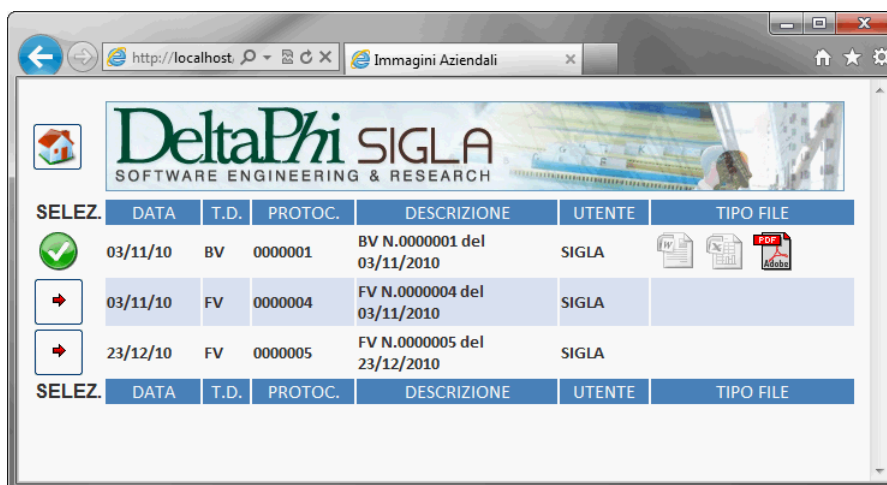 http://localhost
Immagini Aziendali
DeltaPhi SIGLA
SOFTWARE ENGINEERING & RESEARCH
SELEZ. DATA T.D. PROTOC. DESCRIZIONE UTENTE TIPO FILE
03/11/10 BV 0000001 BV N.0000001 del 03/11/2010 SIGLA PDF Adobe
03/11/10 FV 0000004 FV N.0000004 del 03/11/2010 SIGLA
23/12/10 FV 0000005 FV N.0000005 del 23/12/2010 SIGLA
SELEZ. DATA T.D. PROTOC. DESCRIZIONE UTENTE TIPO FILE